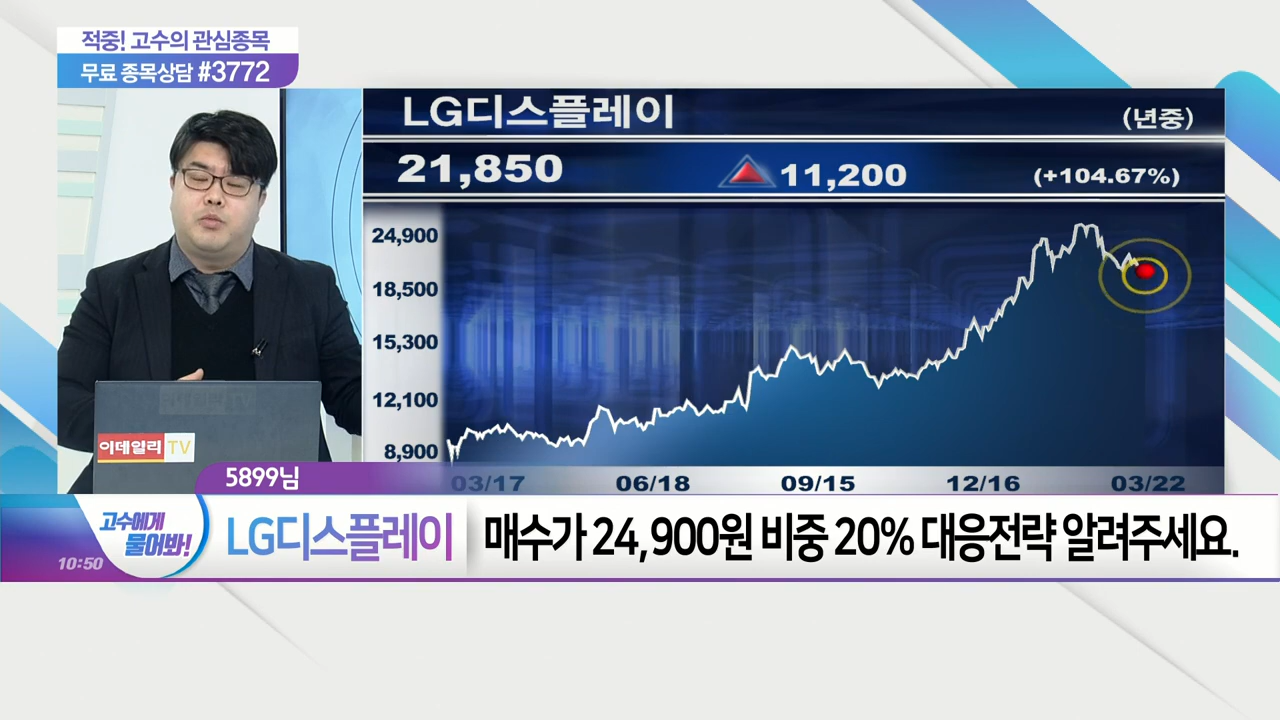 적중! 고수의 관심종목
무료 종목상담 #3772
LG디스플레이
(년중)
21,850
11,200
(+104.67%)
24,900
18,500
15,300
12,100
8,900
03/17 06/18 09/15 12/16 03/22
이데일리 TV
5899님
고수에게
물어봐!
10:50
LG디스플레이
매수가 24,900원 비중 20% 대응전략 알려주세요.